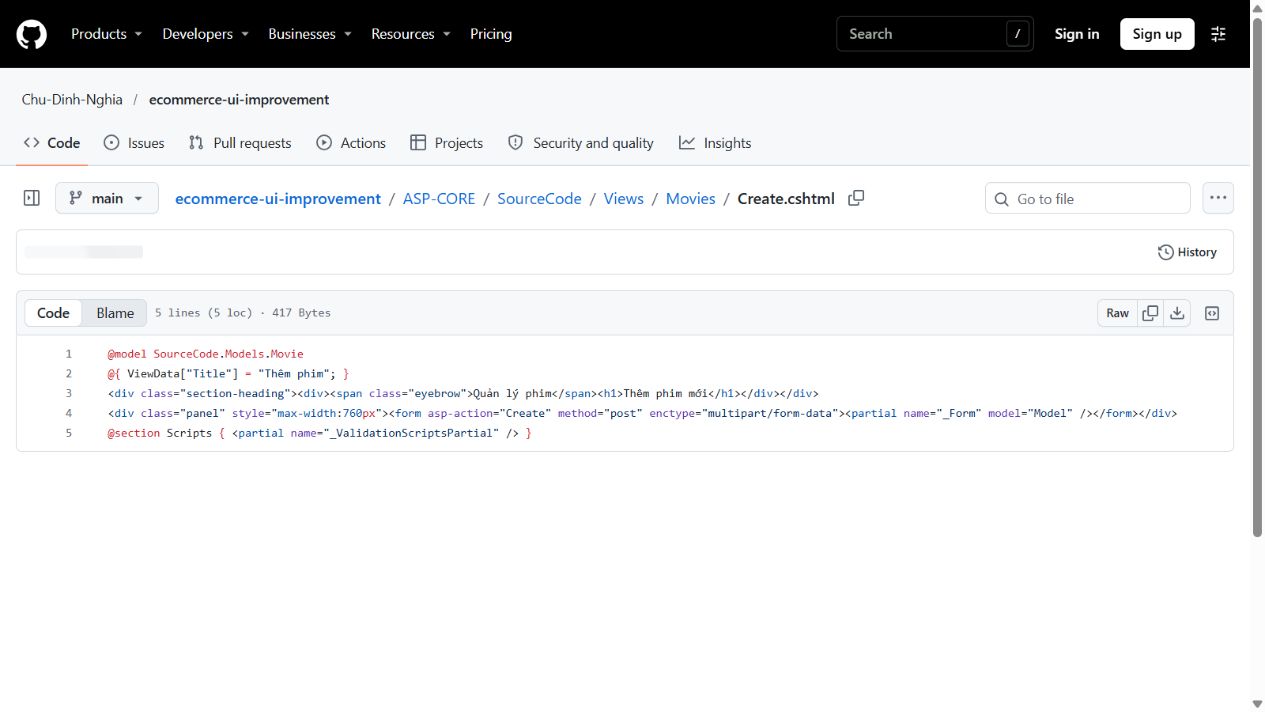 Products Developers Businesses Resources Pricing Search / Sign in Sign up
Chu-Dinh-Nghia / ecommerce-ui-improvement
Code Issues Pull requests Actions Projects Security and quality Insights
main ecommerce-ui-improvement / ASP-CORE / SourceCode / Views / Movies / Create.cshtml Go to file
History
Code Blame 5 lines (5 loc) · 417 Bytes Raw
1 @model SourceCode.Models.Movie
2 @{ ViewData["Title"] = "Thêm phim"; }
3 <div class="section-heading"><div><span class="eyebrow">Quản lý phim</span><h1>Thêm phim mới</h1></div></div>
4 <div class="panel" style="max-width:760px"><form asp-action="Create" method="post" enctype="multipart/form-data"><partial name="_Form" model="Model" /></form></div>
5 @section Scripts { <partial name="_ValidationScriptsPartial" /> }